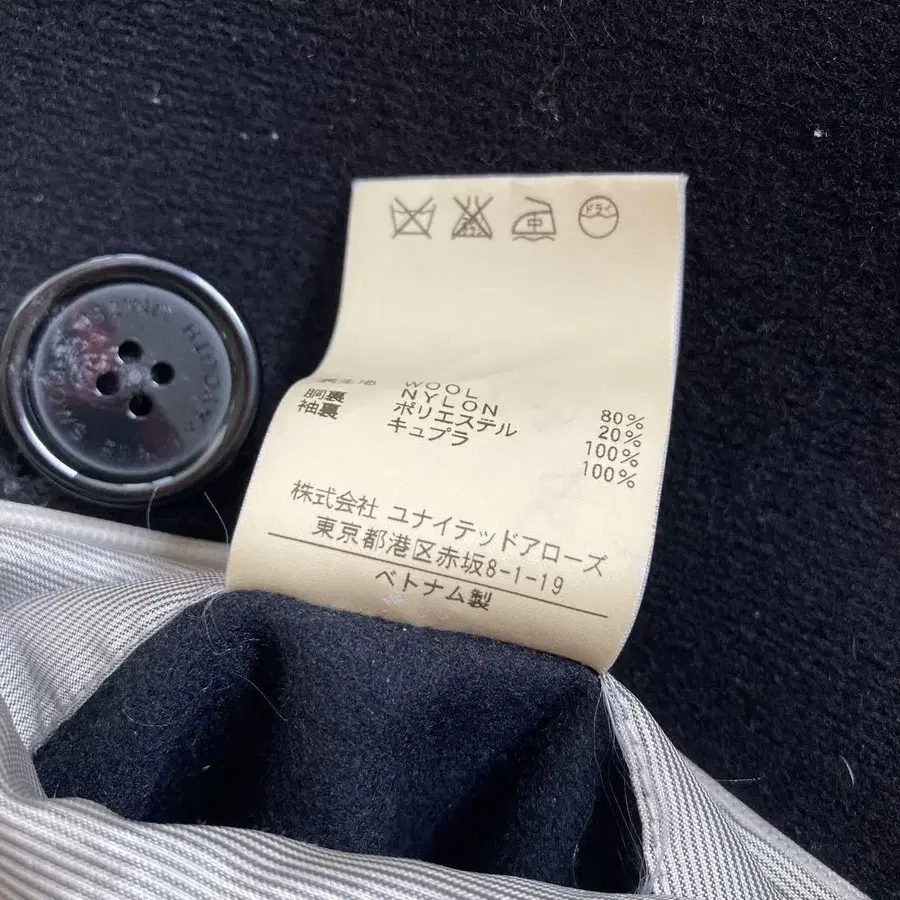 中 ドライ
表生地 WOOL 80%
NYLON 20%
胴裏 ポリエステル 100%
袖裏 キュプラ 100%
株式会社 ユナイテッドアローズ
東京都港区赤坂8-1-19
ベトナム製